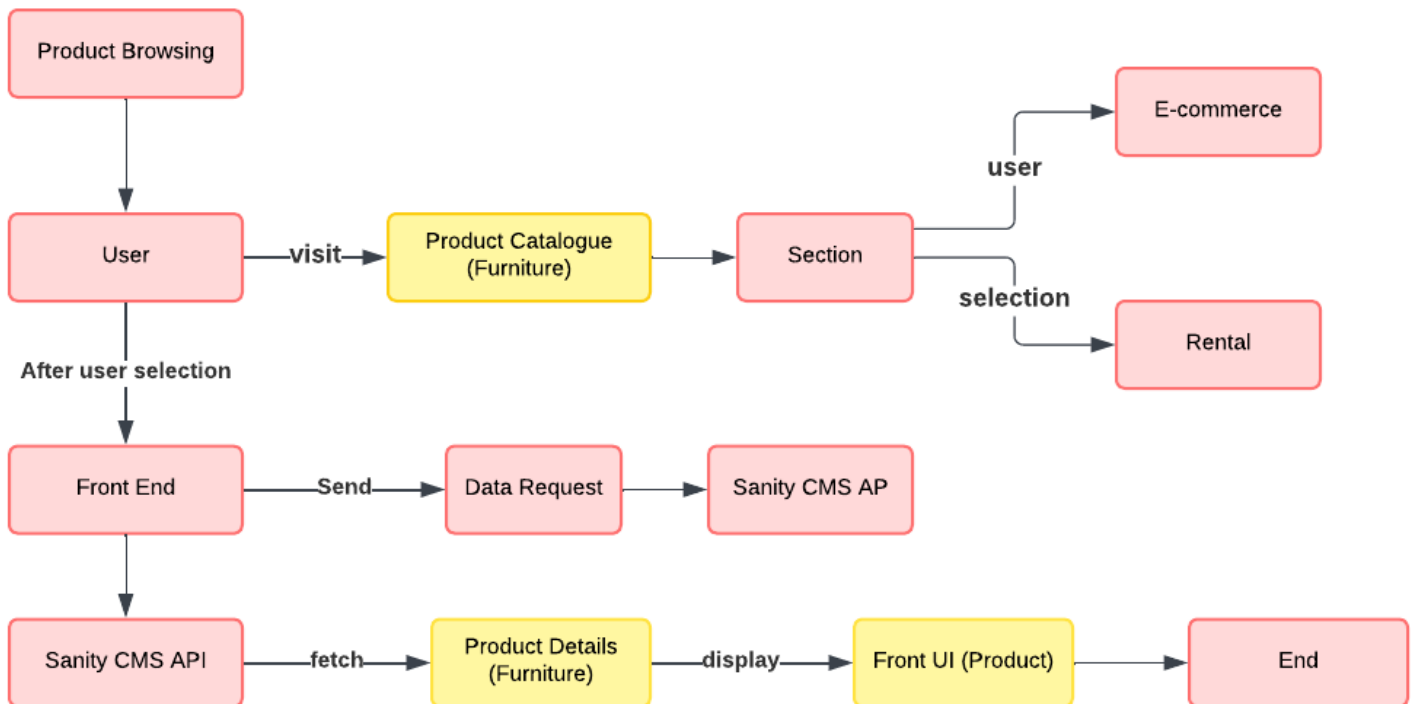 Product Browsing
E-commerce
user
User
visit
Product Catalogue
(Furniture)
Section
selection
Rental
After user selection
Front End
Send
Data Request
Sanity CMS AP
Sanity CMS API
fetch
Product Details
(Furniture)
display
Front UI (Product)
End